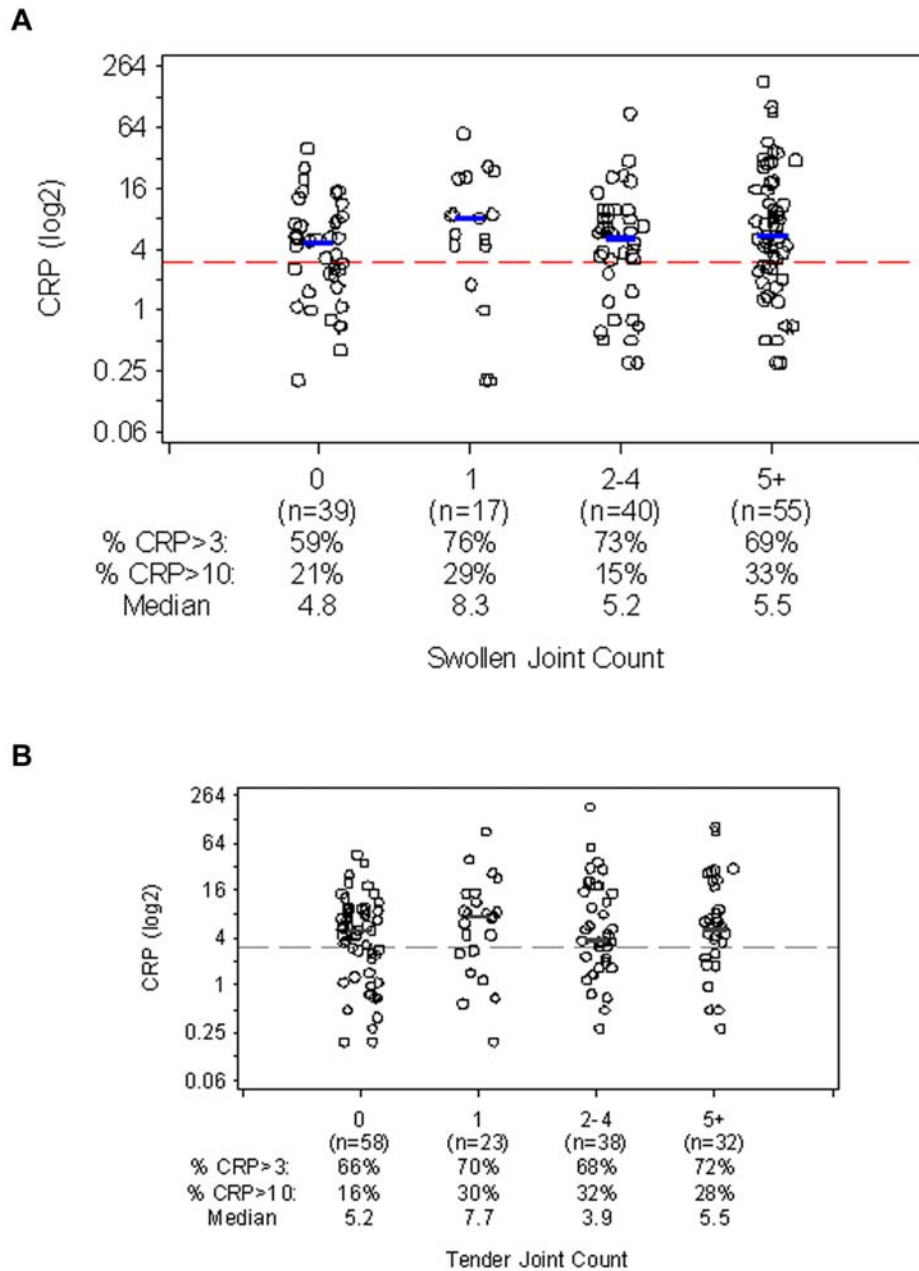 A
264
64
16
4
1
0.25
0.06
CRP (log2)
0 1 2-4 5+
(n=39) (n=17) (n=40) (n=55)
% CRP>3: 59% 76% 73% 69%
% CRP>10: 21% 29% 15% 33%
Median 4.8 8.3 5.2 5.5
Swollen Joint Count
B
264
64
16
4
1
0.25
0.06
CRP (log2)
0 1 2-4 5+
(n=58) (n=23) (n=38) (n=32)
% CRP>3: 66% 70% 68% 72%
% CRP>10: 16% 30% 32% 28%
Median 5.2 7.7 3.9 5.5
Tender Joint Count